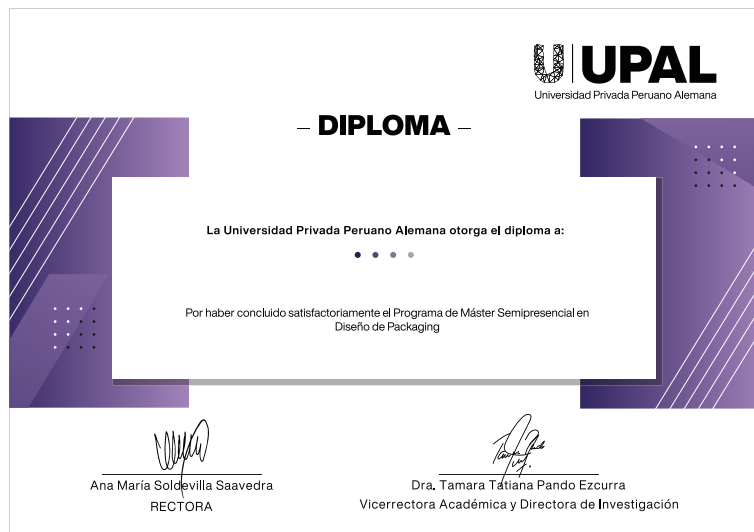 UPAL
Universidad Privada Peruano Alemana
– DIPLOMA –
La Universidad Privada Peruano Alemana otorga el diploma a:
Por haber concluido satisfactoriamente el Programa de Máster Semipresencial en
Diseño de Packaging
Ana María Soldevilla Saavedra
RECTORA
Dra. Tamara Tatiana Pando Ezcurra
Vicerrectora Académica y Directora de Investigación